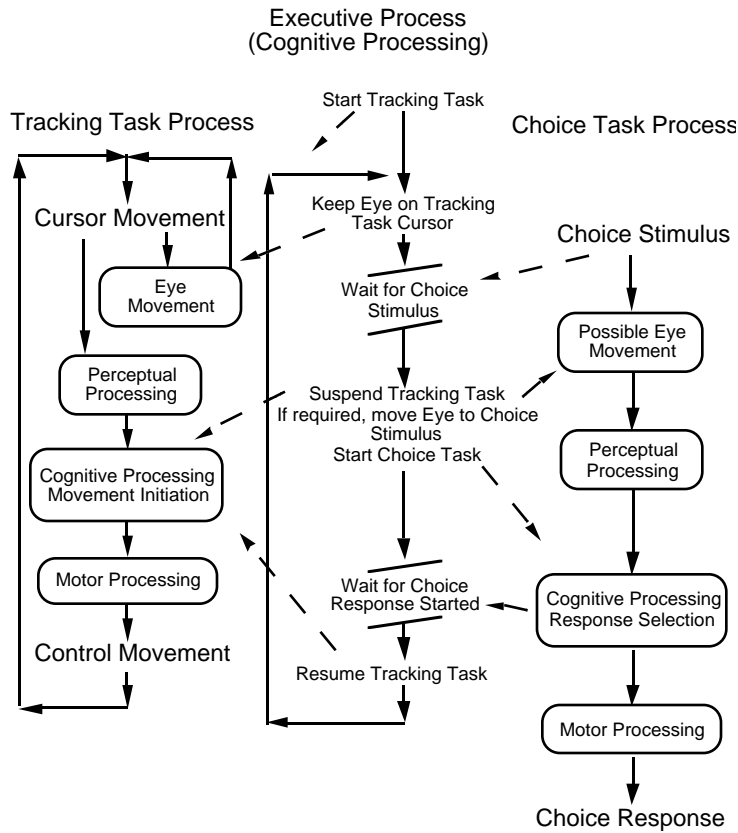 Executive Process
(Cognitive Processing)
Start Tracking Task
Tracking Task Process
Choice Task Process
Cursor Movement
Keep Eye on Tracking
Task Cursor
Choice Stimulus
Eye
Movement
Wait for Choice
Stimulus
Possible Eye
Movement
Perceptual
Processing
Suspend Tracking Task
If required, move Eye to Choice
Stimulus
Start Choice Task
Perceptual
Processing
Cognitive Processing
Movement Initiation
Motor Processing
Wait for Choice
Response Started
Cognitive Processing
Response Selection
Control Movement
Resume Tracking Task
Motor Processing
Choice Response